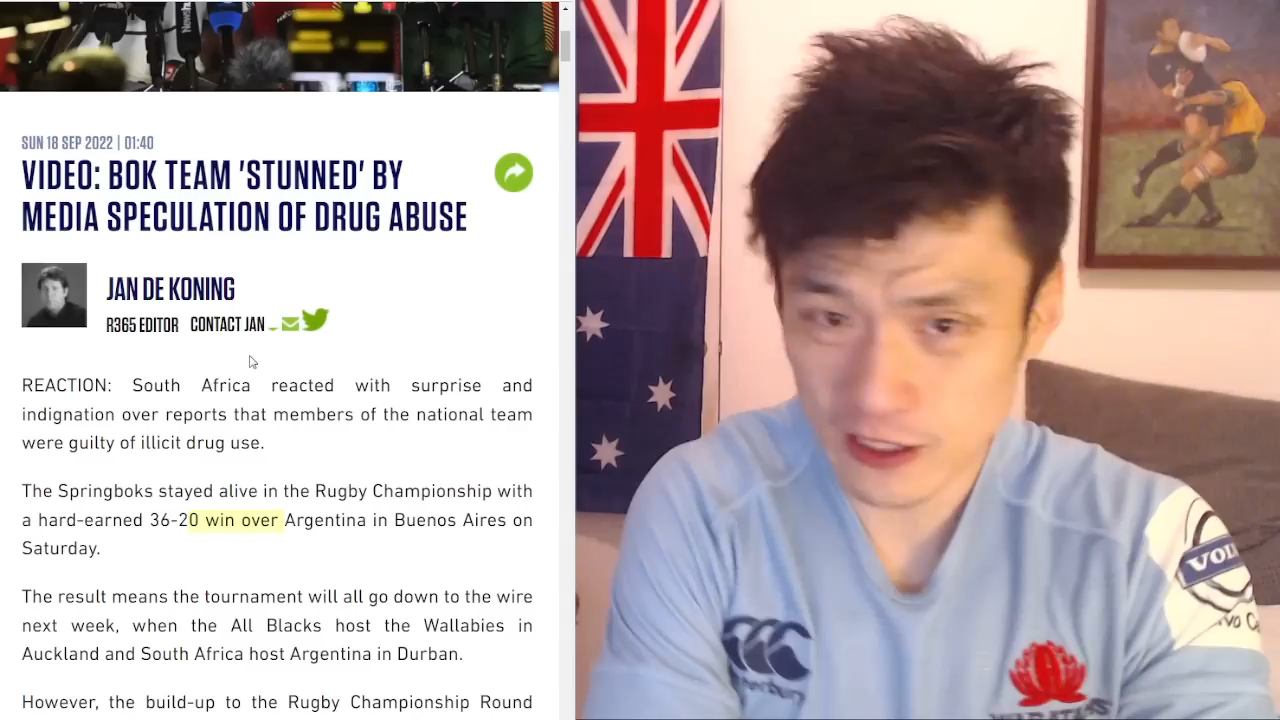 SUN 18 SEP 2022 | 01:40
VIDEO: BOK TEAM 'STUNNED' BY
MEDIA SPECULATION OF DRUG ABUSE
JAN DE KONING
R365 EDITOR CONTACT JAN
REACTION: South Africa reacted with surprise and
indignation over reports that members of the national team
were guilty of illicit drug use.
The Springboks stayed alive in the Rugby Championship with
a hard-earned 36-20 win over Argentina in Buenos Aires on
Saturday.
The result means the tournament will all go down to the wire
next week, when the All Blacks host the Wallabies in
Auckland and South Africa host Argentina in Durban.
However, the build-up to the Rugby Championship Round
WARATAHS